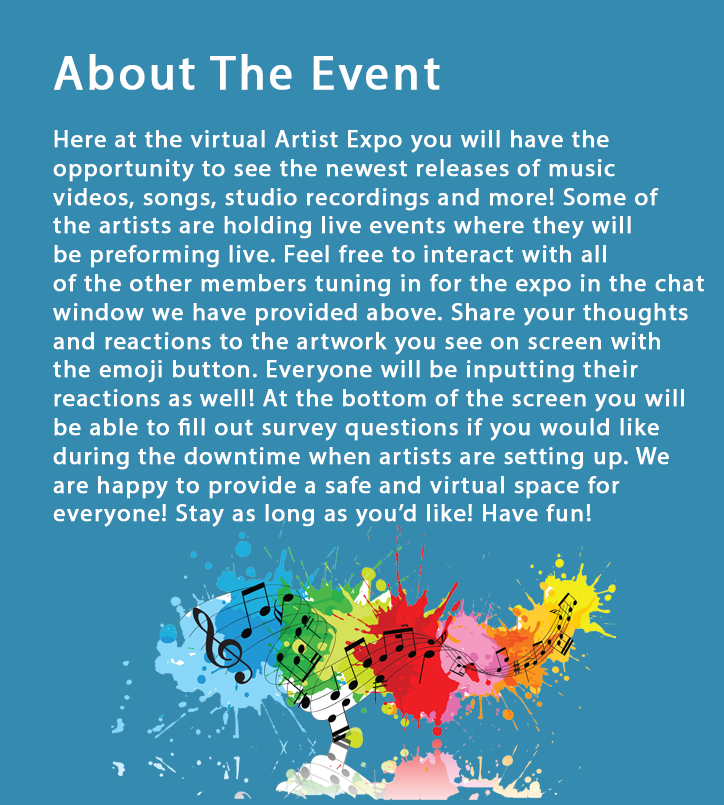 About The Event
Here at the virtual Artist Expo you will have the
opportunity to see the newest releases of music
videos, songs, studio recordings and more! Some of
the artists are holding live events where they will
be preforming live. Feel free to interact with all
of the other members tuning in for the expo in the chat
window we have provided above. Share your thoughts
and reactions to the artwork you see on screen with
the emoji button. Everyone will be inputting their
reactions as well! At the bottom of the screen you will
be able to fill out survey questions if you would like
during the downtime when artists are setting up. We
are happy to provide a safe and virtual space for
everyone! Stay as long as you’d like! Have fun!